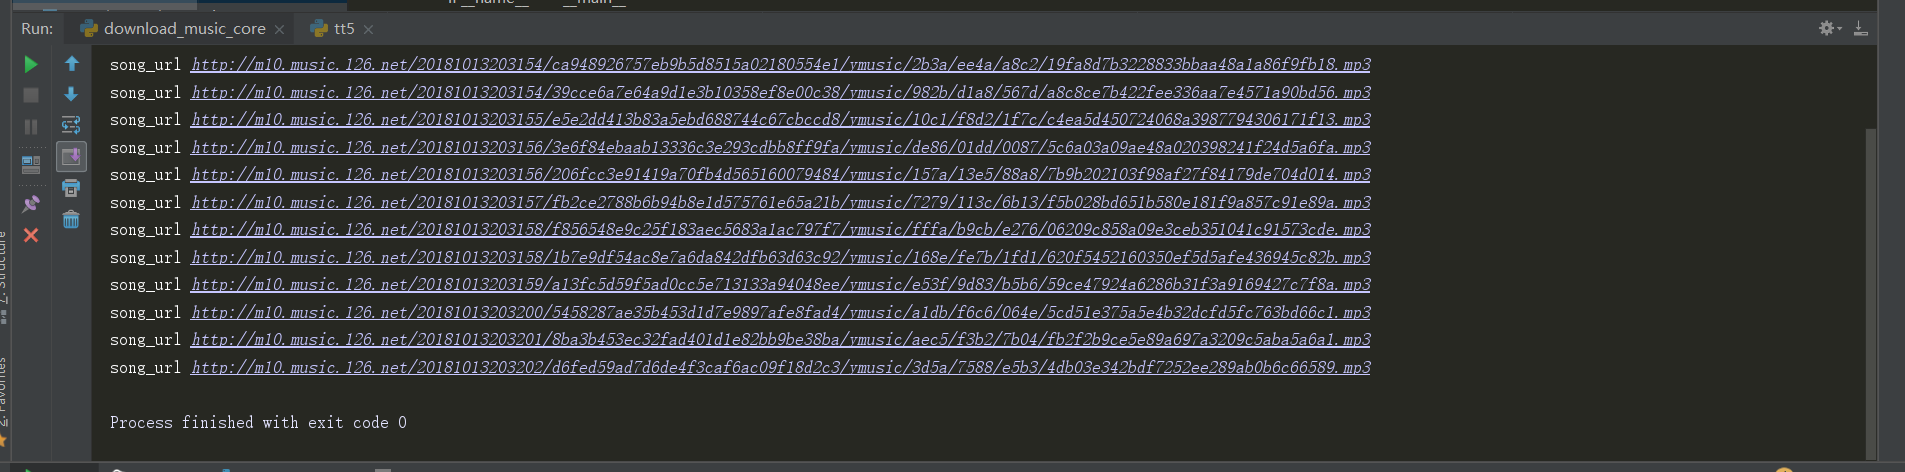 if __name__ == '__main__'
Run: download_music_core tt5
song_url http://m10.music.126.net/20181013203154/ca948926757eb9b5d8515a02180554e1/ymusic/2b3a/ee4a/a8c2/19fa8d7b3228833bbaa48a1a86f9fb18.mp3
song_url http://m10.music.126.net/20181013203154/39cce6a7e64a9d1e3b10358ef8e00c38/ymusic/982b/d1a8/567d/a8c8ce7b422fee336aa7e4571a90bd56.mp3
song_url http://m10.music.126.net/20181013203155/e5e2dd413b83a5ebd688744c67cbccd8/ymusic/10c1/f8d2/1f7c/c4ea5d450724068a3987794306171f13.mp3
song_url http://m10.music.126.net/20181013203156/3e6f84ebaab13336c3e293cdbb8ff9fa/ymusic/de86/01dd/0087/5c6a03a09ae48a020398241f24d5a6fa.mp3
song_url http://m10.music.126.net/20181013203156/206fcc3e91419a70fb4d565160079484/ymusic/157a/13e5/88a8/7b9b202103f98af27f84179de704d014.mp3
song_url http://m10.music.126.net/20181013203157/fb2ce2788b6b94b8e1d575761e65a21b/ymusic/7279/113c/6b13/f5b028bd651b580e181f9a857c91e89a.mp3
song_url http://m10.music.126.net/20181013203158/f856548e9c25f183aec5683a1ac797f7/ymusic/fffa/b9cb/e276/06209c858a09e3ceb351041c91573cde.mp3
song_url http://m10.music.126.net/20181013203158/1b7e9df54ac8e7a6da842dfb63d63c92/ymusic/168e/fe7b/1fd1/620f5452160350ef5d5afe436945c82b.mp3
song_url http://m10.music.126.net/20181013203159/a13fc5d59f5ad0cc5e713133a94048ee/ymusic/e53f/9d83/b5b6/59ce47924a6286b31f3a9169427c7f8a.mp3
song_url http://m10.music.126.net/20181013203200/5458287ae35b453d1d7e9897afe8fad4/ymusic/a1db/f6c6/064e/5cd51e375a5e4b32dcfd5fc763bd66c1.mp3
song_url http://m10.music.126.net/20181013203201/8ba3b453ec32fad401d1e82bb9be38ba/ymusic/aec5/f3b2/7b04/fb2f2b9ce5e89a697a3209c5aba5a6a1.mp3
song_url http://m10.music.126.net/20181013203202/d6fed59ad7d6de4f3caf6ac09f18d2c3/ymusic/3d5a/7588/e5b3/4db03e342bdf7252ee289ab0b6c66589.mp3
Process finished with exit code 0
7: Structure
2: Favorites